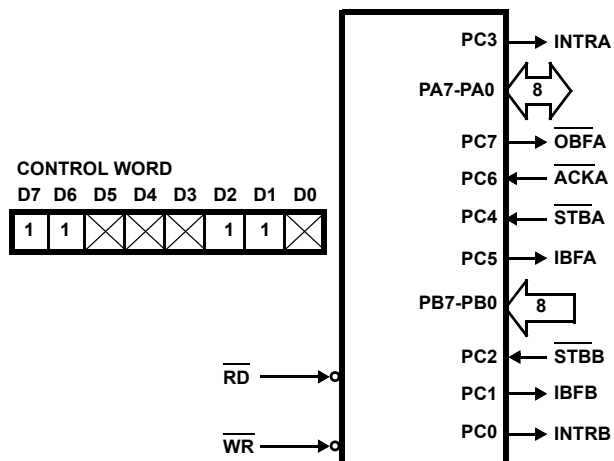 PC3 INTRA
PA7-PA0 8
PC7 OBFA
CONTROL WORD
PC6 ACKA
D7 D6 D5 D4 D3 D2 D1 D0
PC4 STBA
1 1 1 1
PC5 IBFA
PB7-PB0 8
PC2 STBB
RD
PC1 IBFB
PC0 INTRB
WR